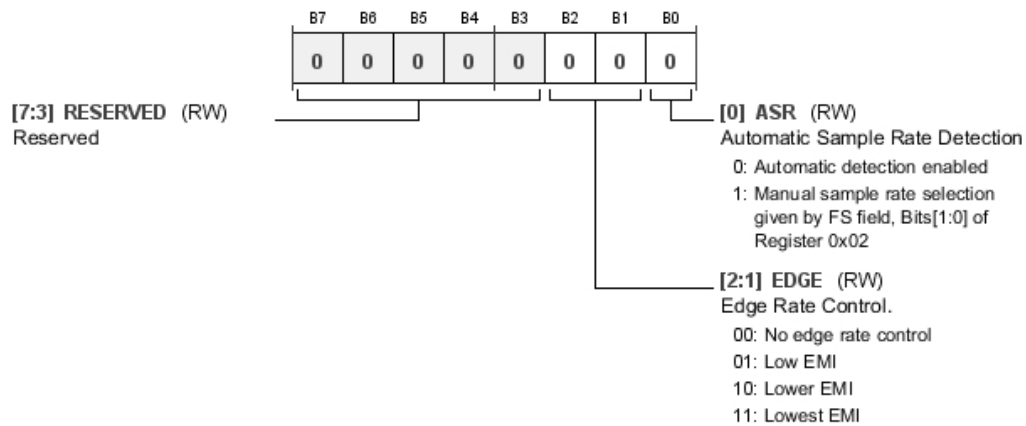 B7 B6 B5 B4 B3 B2 B1 B0
0 0 0 0 0 0 0 0
[7:3] RESERVED (RW)
Reserved
[0] ASR (RW)
Automatic Sample Rate Detection
0: Automatic detection enabled
1: Manual sample rate selection
given by FS field, Bits[1:0] of
Register 0x02
[2:1] EDGE (RW)
Edge Rate Control.
00: No edge rate control
01: Low EMI
10: Lower EMI
11: Lowest EMI